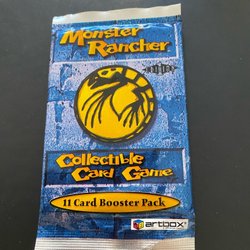 Monster
Rancher
Collectible
Card Game
11 Card Booster Pack
artbox